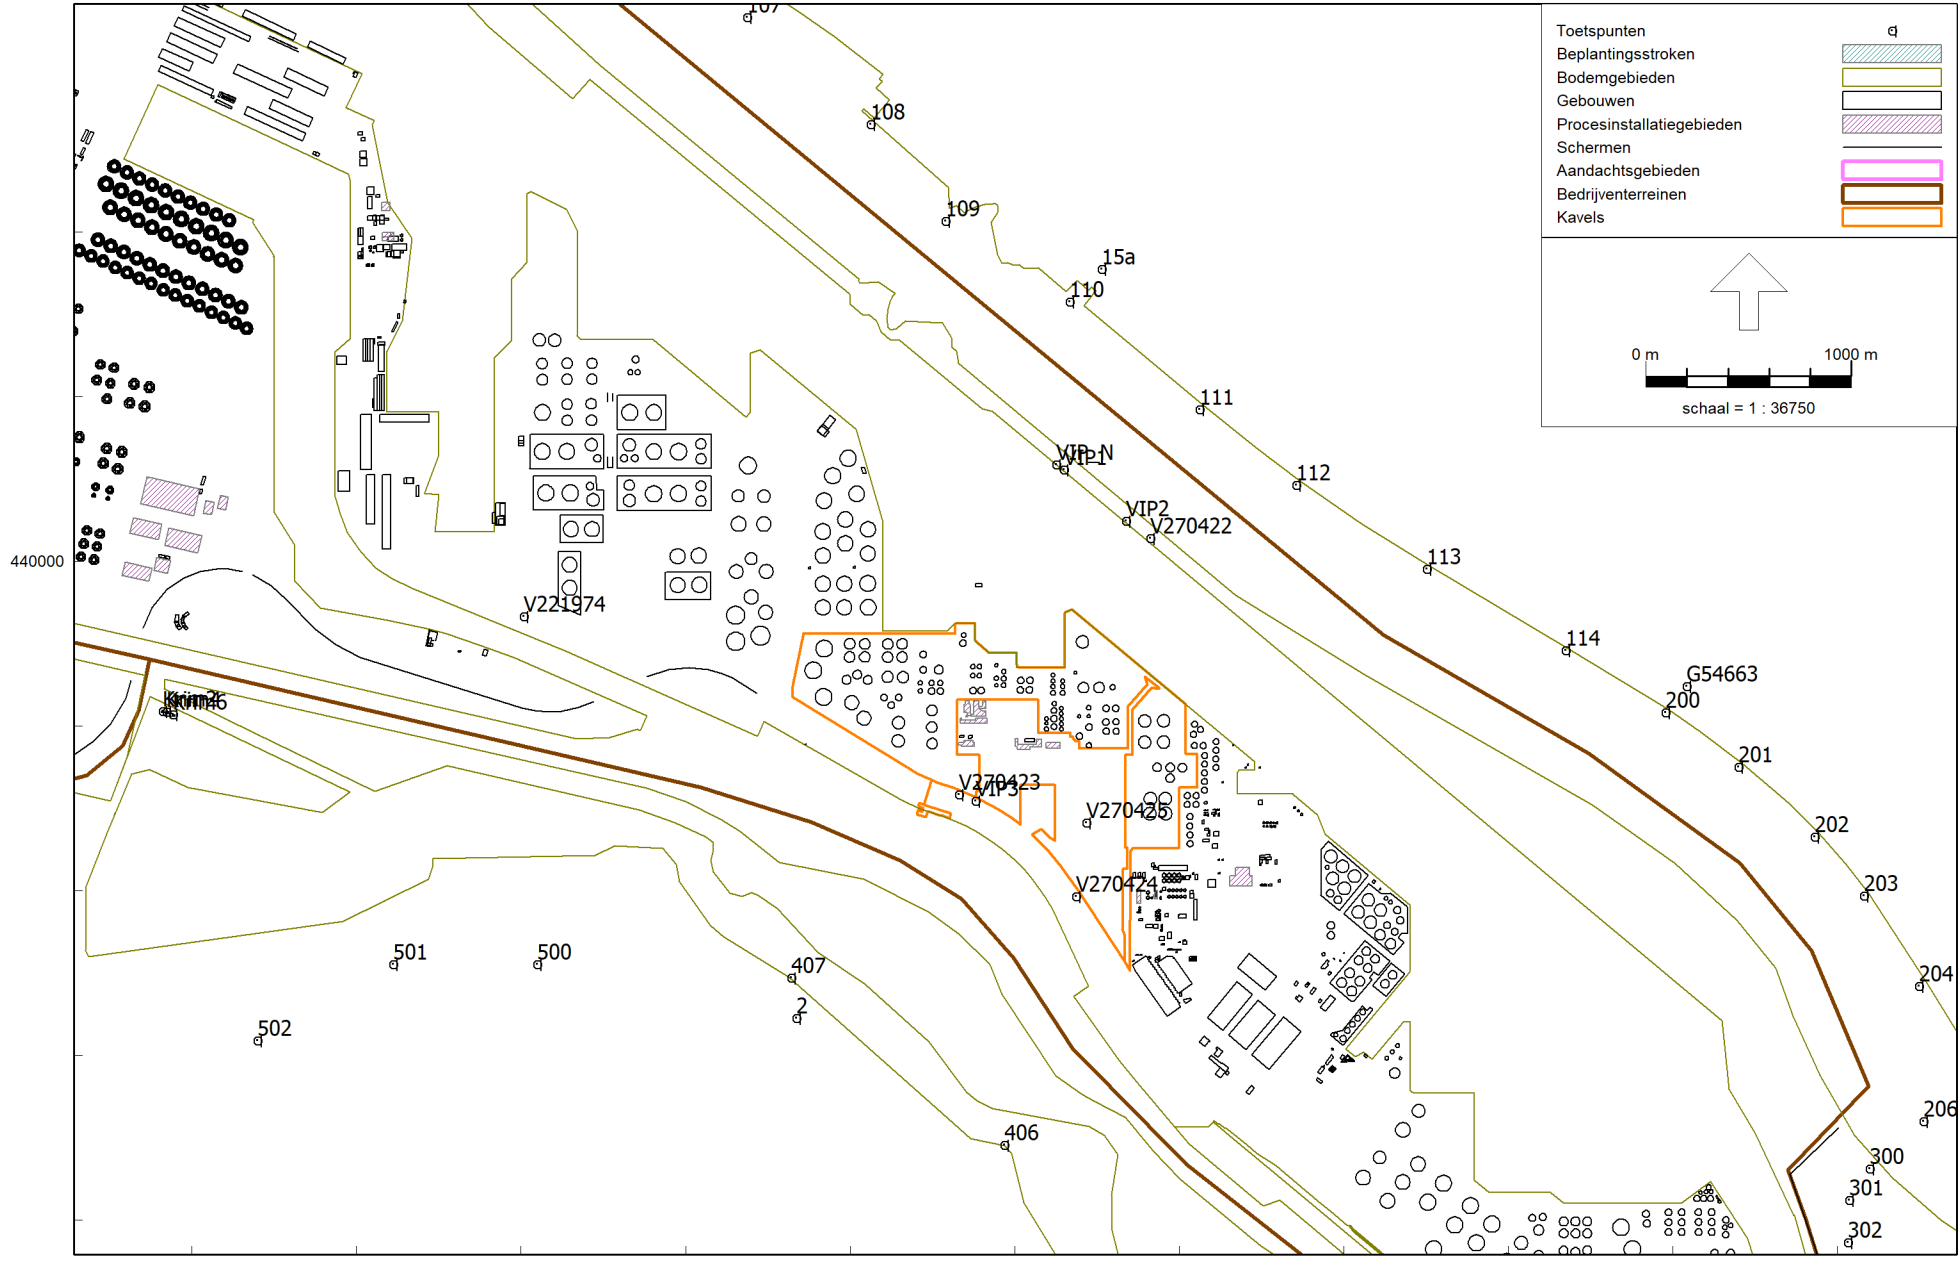 107
Toetspunten
Beplantingsstroken
Bodemgebieden
Gebouwen
Procesinstallatiegebieden
Schermen
Aandachtsgebieden
Bedrijventerreinen
Kavels
108
109
15a
110
0 m 1000 m
schaal = 1 : 36750
111
VIP_N
VIP1
112
VIP2
V270422
113
440000
V221974
114
G54663
200
201
V270423
VIP3
V270425
202
V270424
203
501
500
407
204
2
502
206
406
300
301
302